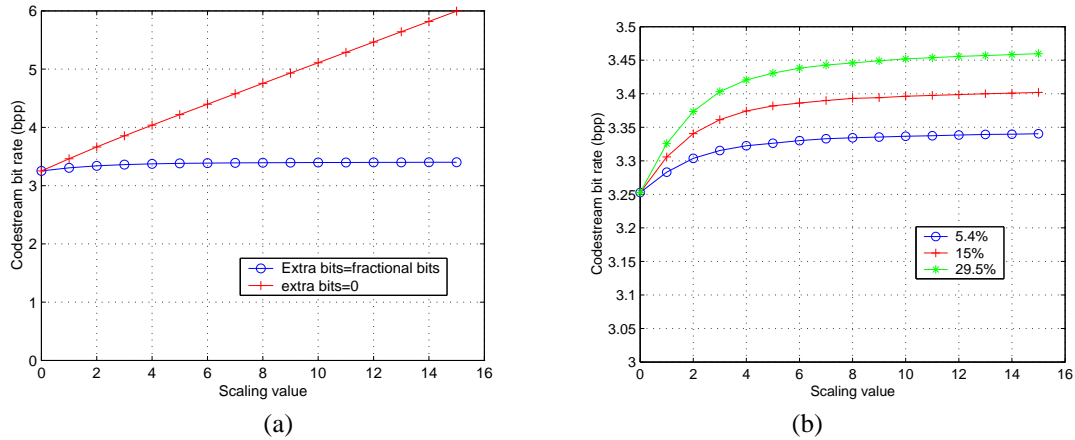 6
5
4
3
2
1
0
Codestream bit rate (bpp)
Extra bits=fractional bits
extra bits=0
0 2 4 6 8 10 12 14 16
Scaling value
(a)
3.5
3.45
3.4
3.35
3.3
3.25
3.2
3.15
3.1
3.05
3
Codestream bit rate (bpp)
5.4%
15%
29.5%
0 2 4 6 8 10 12 14 16
Scaling value
(b)